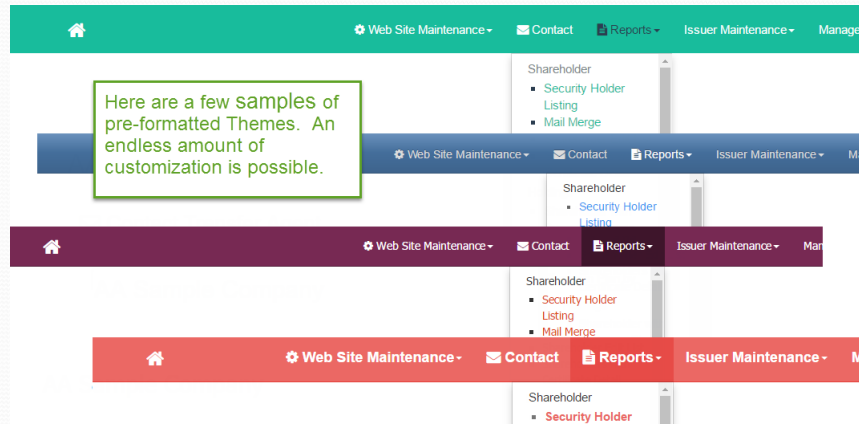 Web Site Maintenance Contact Reports Issuer Maintenance Manage
Shareholder
Security Holder
Listing
Mail Merge
Here are a few samples of
pre-formatted Themes. An
endless amount of
customization is possible.
Web Site Maintenance Contact Reports Issuer Maintenance M
Shareholder
Security Holder
Listing
Web Site Maintenance Contact Reports Issuer Maintenance Man
Shareholder
Security Holder
Listing
Mail Merge
Web Site Maintenance Contact Reports Issuer Maintenance M
Shareholder
Security Holder